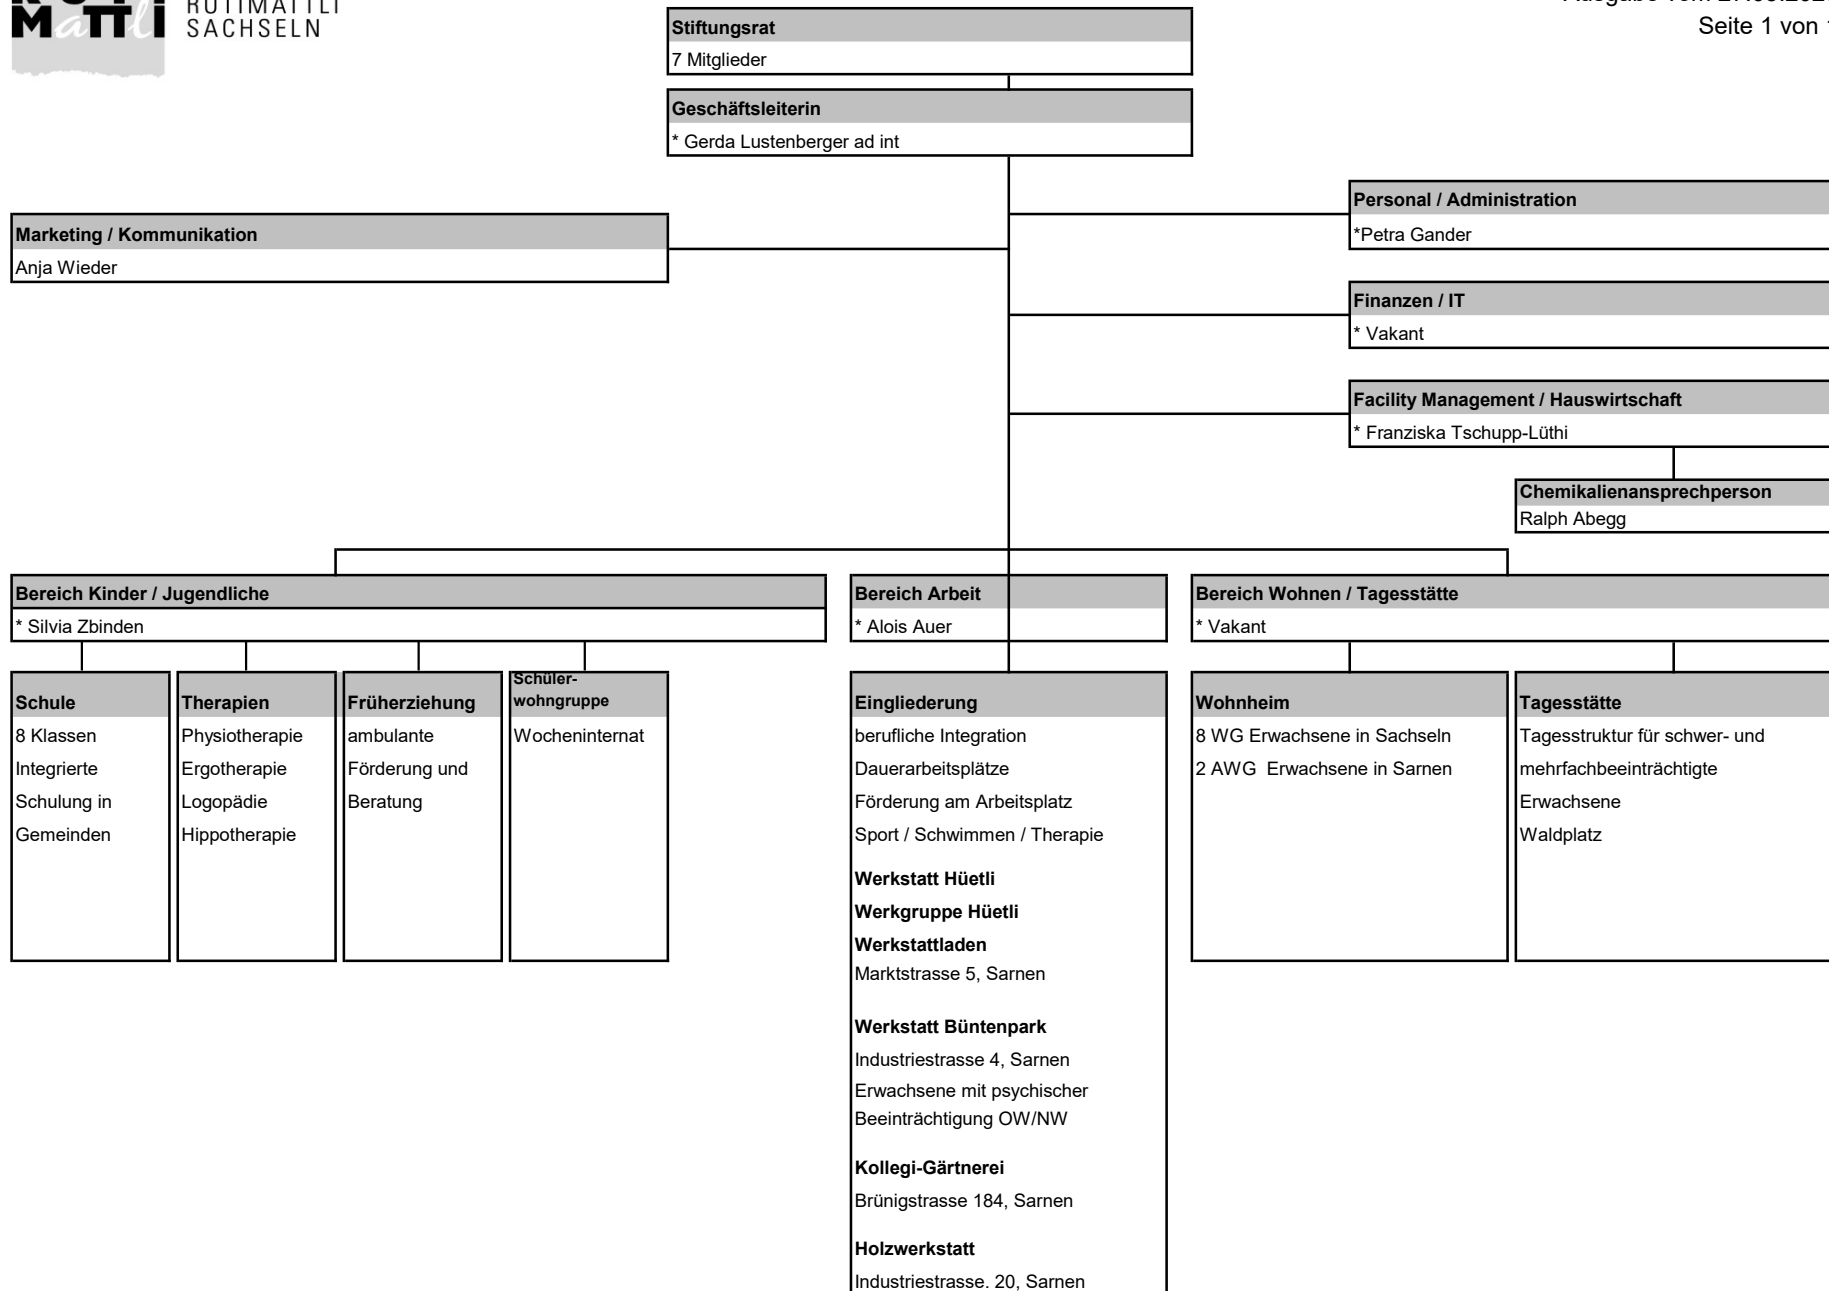 MaTTli
RÜTIMATTLI
SACHSELN
Seite 1 von 1
Stiftungsrat
7 Mitglieder
Geschäftsleiterin
* Gerda Lustenberger ad int
Personal / Administration
*Petra Gander
Marketing / Kommunikation
Anja Wieder
Finanzen / IT
* Vakant
Facility Management / Hauswirtschaft
* Franziska Tschupp-Lüthi
Chemikalienansprechperson
Ralph Abegg
Bereich Kinder / Jugendliche
* Silvia Zbinden
Bereich Arbeit
* Alois Auer
Bereich Wohnen / Tagesstätte
* Vakant
Schule
8 Klassen
Integrierte
Schulung in
Gemeinden
Therapien
Physiotherapie
Ergotherapie
Logopädie
Hippotherapie
Früherziehung
ambulante
Förderung und
Beratung
Schüler-
wohngruppe
Wocheninternat
Eingliederung
berufliche Integration
Dauerarbeitsplätze
Förderung am Arbeitsplatz
Sport / Schwimmen / Therapie
Werkstatt Hüetli
Werkgruppe Hüetli
Werkstattladen
Marktstrasse 5, Sarnen
Werkstatt Büntenpark
Industriestrasse 4, Sarnen
Erwachsene mit psychischer
Beeinträchtigung OW/NW
Kollegi-Gärtnerei
Brünigstrasse 184, Sarnen
Holzwerkstatt
Industriestrasse. 20, Sarnen
Wohnheim
8 WG Erwachsene in Sachseln
2 AWG  Erwachsene in Sarnen
Tagesstätte
Tagesstruktur für schwer- und
mehrfachbeeinträchtigte
Erwachsene
Waldplatz